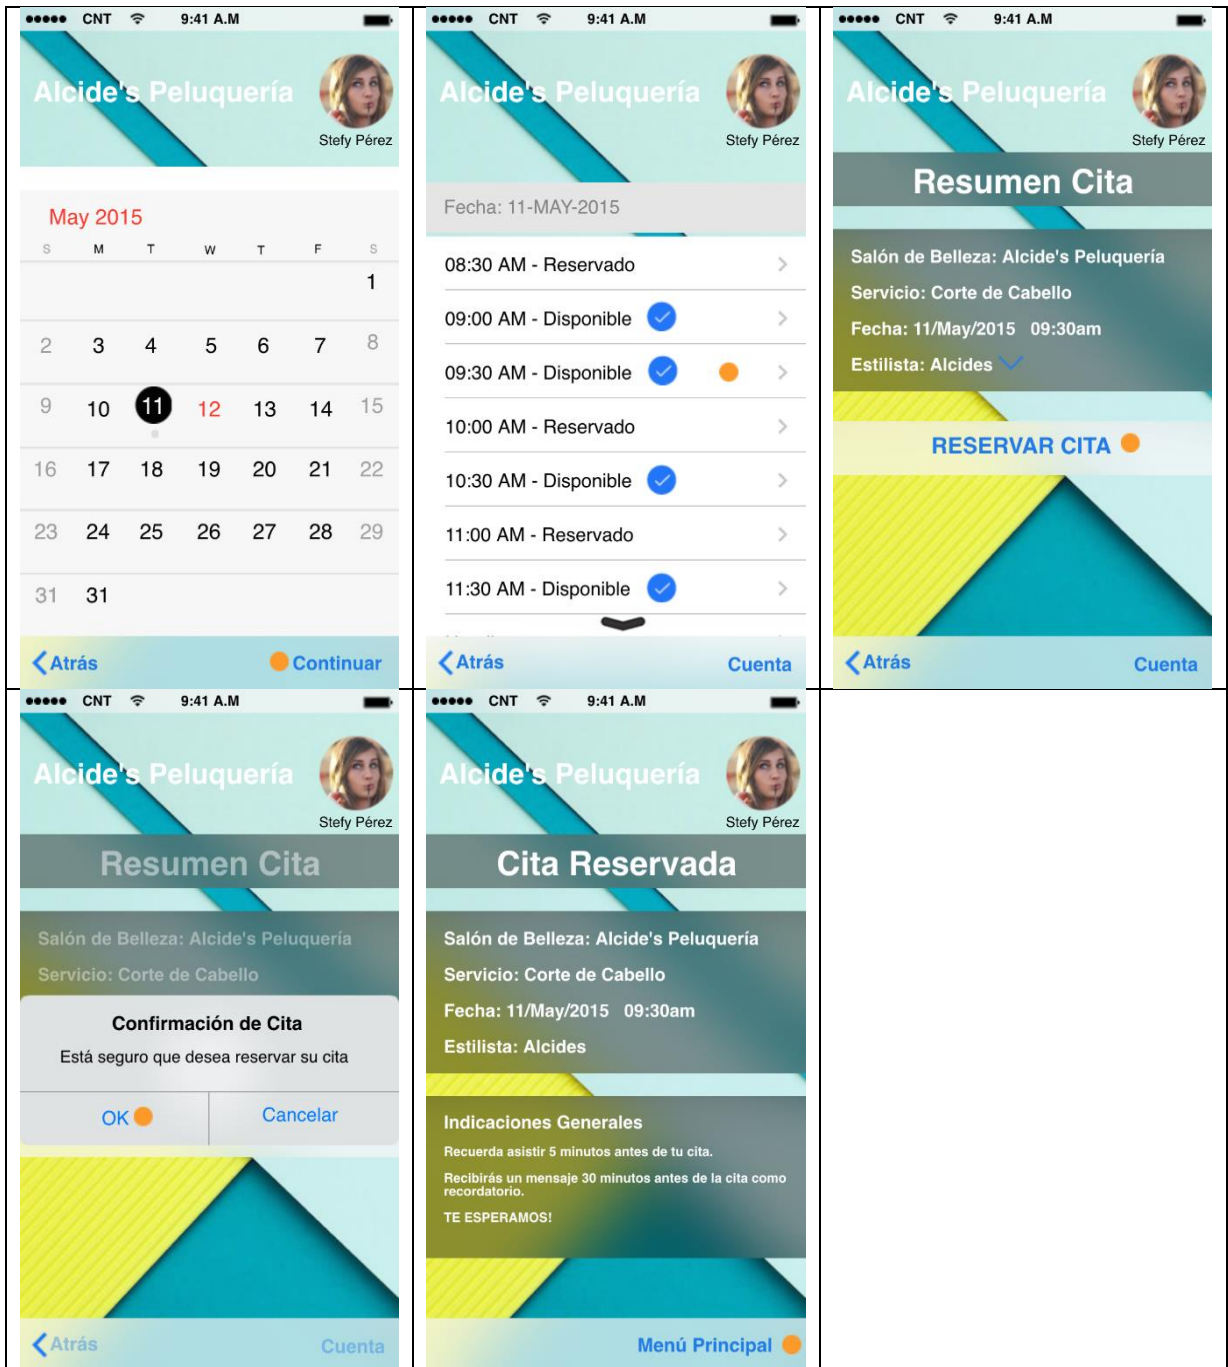 CNT 9:41 A.M
Alcide's Peluquería
Stefy Pérez
May 2015
S M T W T F S
1
2 3 4 5 6 7 8
9 10 11 12 13 14 15
16 17 18 19 20 21 22
23 24 25 26 27 28 29
31 31
Atrás Continuar
CNT 9:41 A.M
Alcide's Peluquería
Stefy Pérez
Fecha: 11-MAY-2015
08:30 AM - Reservado
09:00 AM - Disponible
09:30 AM - Disponible
10:00 AM - Reservado
10:30 AM - Disponible
11:00 AM - Reservado
11:30 AM - Disponible
Atrás Cuenta
CNT 9:41 A.M
Alcide's Peluquería
Stefy Pérez
Resumen Cita
Salón de Belleza: Alcide's Peluquería
Servicio: Corte de Cabello
Fecha: 11/May/2015 09:30am
Estilista: Alcides
RESERVAR CITA
Atrás Cuenta
CNT 9:41 A.M
Alcide's Peluquería
Stefy Pérez
Resumen Cita
Salón de Belleza: Alcide's Peluquería
Servicio: Corte de Cabello
Confirmación de Cita
Está seguro que desea reservar su cita
OK Cancelar
Atrás Cuenta
CNT 9:41 A.M
Alcide's Peluquería
Stefy Pérez
Cita Reservada
Salón de Belleza: Alcide's Peluquería
Servicio: Corte de Cabello
Fecha: 11/May/2015 09:30am
Estilista: Alcides
Indicaciones Generales
Recuerda asistir 5 minutos antes de tu cita.
Recibirás un mensaje 30 minutos antes de la cita como
recordatorio.
TE ESPERAMOS!
Menú Principal